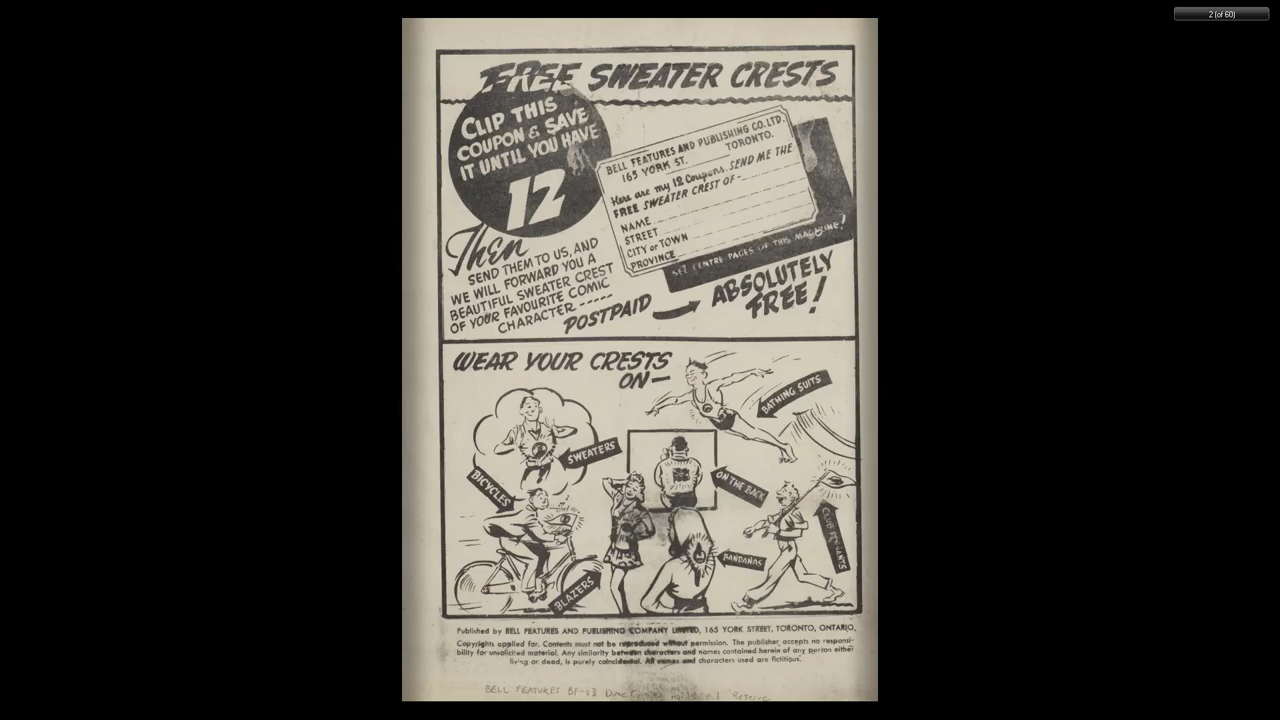 2 (of 60)
FREE SWEATER CRESTS
CLIP THIS
COUPON & SAVE
IT UNTIL YOU HAVE
12
Then
SEND THEM TO US, AND
WE WILL FORWARD YOU A
BEAUTIFUL SWEATER CREST
OF YOUR FAVOURITE COMIC
CHARACTER -----
POSTPAID
ABSOLUTELY
FREE!
BELL FEATURES AND PUBLISHING CO. LTD.
165 YORK ST. TORONTO.
Here are my 12 Coupons. SEND ME THE
FREE SWEATER CREST OF -
NAME
STREET
CITY or TOWN
PROVINCE
SEE CENTRE PAGES OF THIS MAGAZINE!
WEAR YOUR CRESTS
ON—
BATHING SUITS
SWEATERS
BICYCLES
ON THE BACK
CLUB PENNANTS
BANDANAS
BLAZERS
Published by BELL FEATURES AND PUBLISHING COMPANY LIMITED, 165 YORK STREET, TORONTO, ONTARIO.
Copyrights applied for. Contents must not be reproduced without permission. The publisher accepts no responsi-
bility for unsolicited material. Any similarity between characters and names contained herein of any person either
living or dead, is purely coincidental. All names and characters used are fictitious.
BELL FEATURES BF-03 Dime Comics